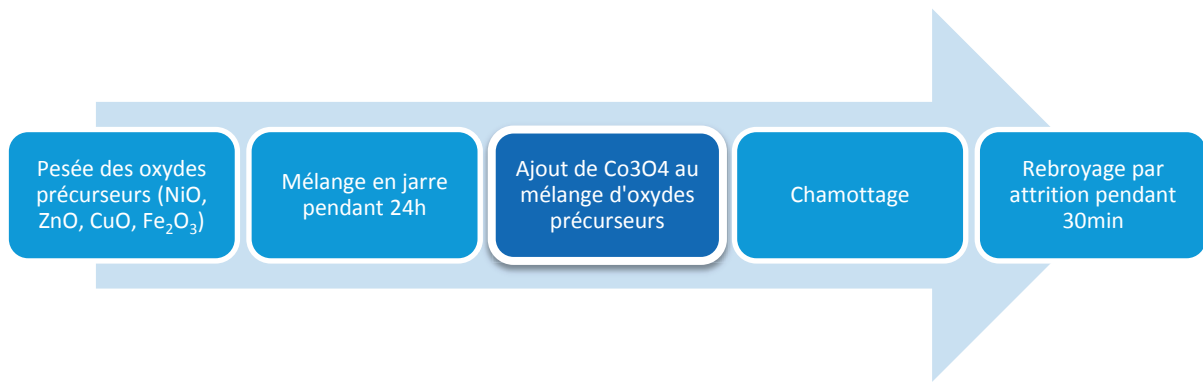 Pesée des oxydes
précurseurs (NiO,
ZnO, CuO, Fe₂O₃)
Mélange en jarre
pendant 24h
Ajout de Co3O4 au
mélange d'oxydes
précurseurs
Chamottage
Rebroyage par
attrition pendant
30min